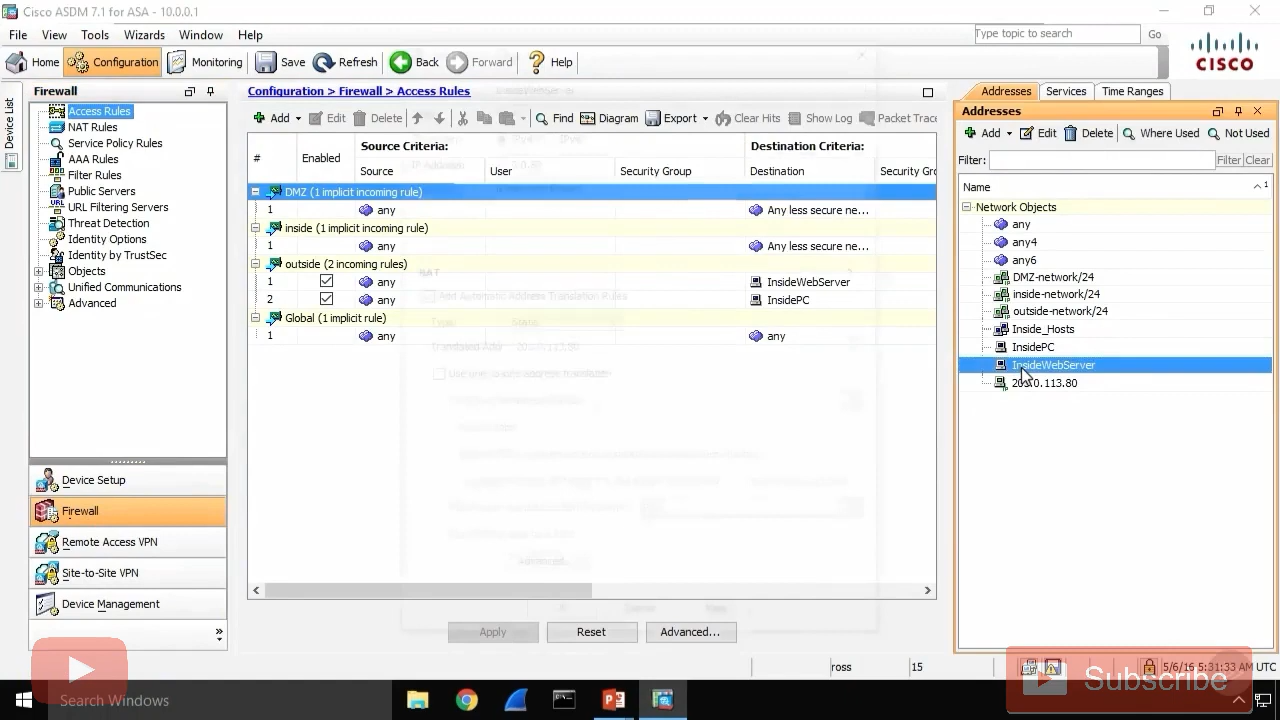 Cisco ASDM 7.1 for ASA - 10.0.0.1
File View Tools Wizards Window Help
Type topic to search Go
Home Configuration Monitoring Save Refresh Back Forward Help
CISCO
Device List
Firewall
Access Rules
NAT Rules
Service Policy Rules
AAA Rules
Filter Rules
Public Servers
URL Filtering Servers
Threat Detection
Identity Options
Identity by TrustSec
Objects
Unified Communications
Advanced
Device Setup
Firewall
Remote Access VPN
Site-to-Site VPN
Device Management
Configuration > Firewall > Access Rules
Add Edit Delete Find Diagram Export Clear Hits Show Log Packet Trace
# Enabled Source Criteria: Destination Criteria:
Source User Security Group Destination Security Gro
DMZ (1 implicit incoming rule)
1 any Any less secure ne...
inside (1 implicit incoming rule)
1 any Any less secure ne...
outside (2 incoming rules)
1 any InsideWebServer
2 any InsidePC
Global (1 implicit rule)
1 any any
NAT
Add Automatic Address Translation Rules
Apply Reset Advanced...
Addresses Services Time Ranges
Addresses
Add Edit Delete Where Used Not Used
Filter: Filter Clear
Name 1
Network Objects
any
any4
any6
DMZ-network/24
inside-network/24
outside-network/24
Inside_Hosts
InsidePC
InsideWebServer
ross 15 5/6/16 5:31:33 AM UTC
Subscribe
Search Windows